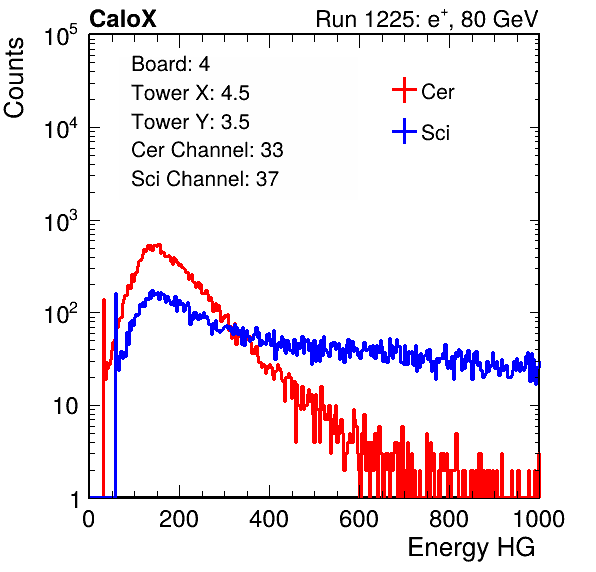 CaloX Run 1225: e⁺, 80 GeV
Counts
Board: 4
Tower X: 4.5
Tower Y: 3.5
Cer Channel: 33
Sci Channel: 37
Cer
Sci
10⁵
10⁴
10³
10²
10
1
0 200 400 600 800 1000
Energy HG